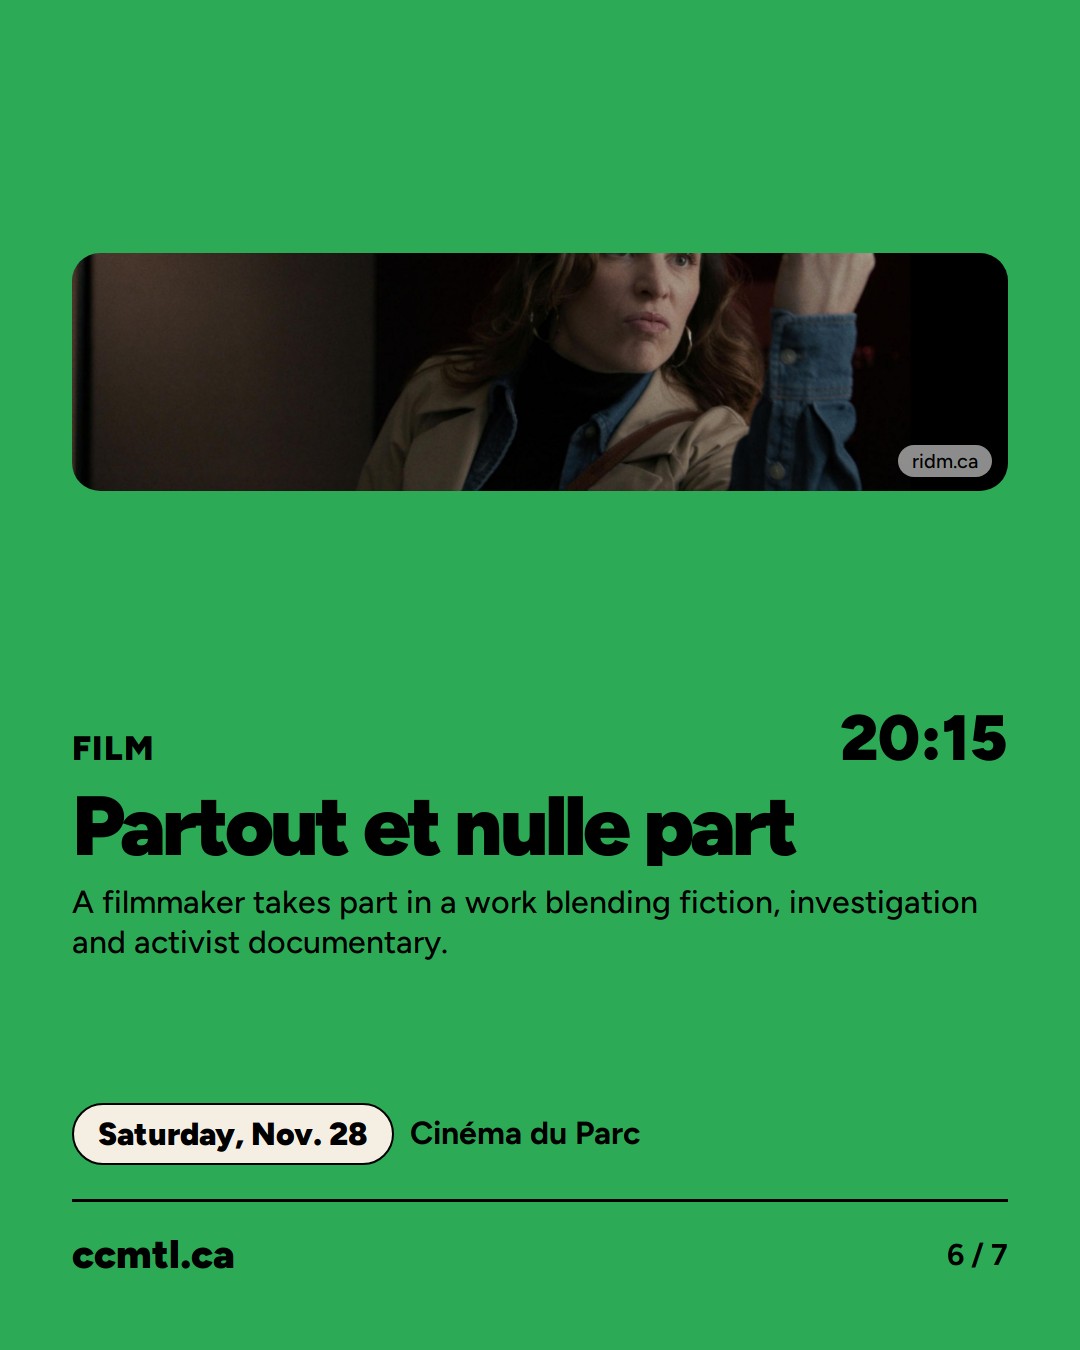 ridm.ca
FILM
20:15
Partout et nulle part
A filmmaker takes part in a work blending fiction, investigation
and activist documentary.
Saturday, Nov. 28
Cinéma du Parc
ccmtl.ca
6 / 7